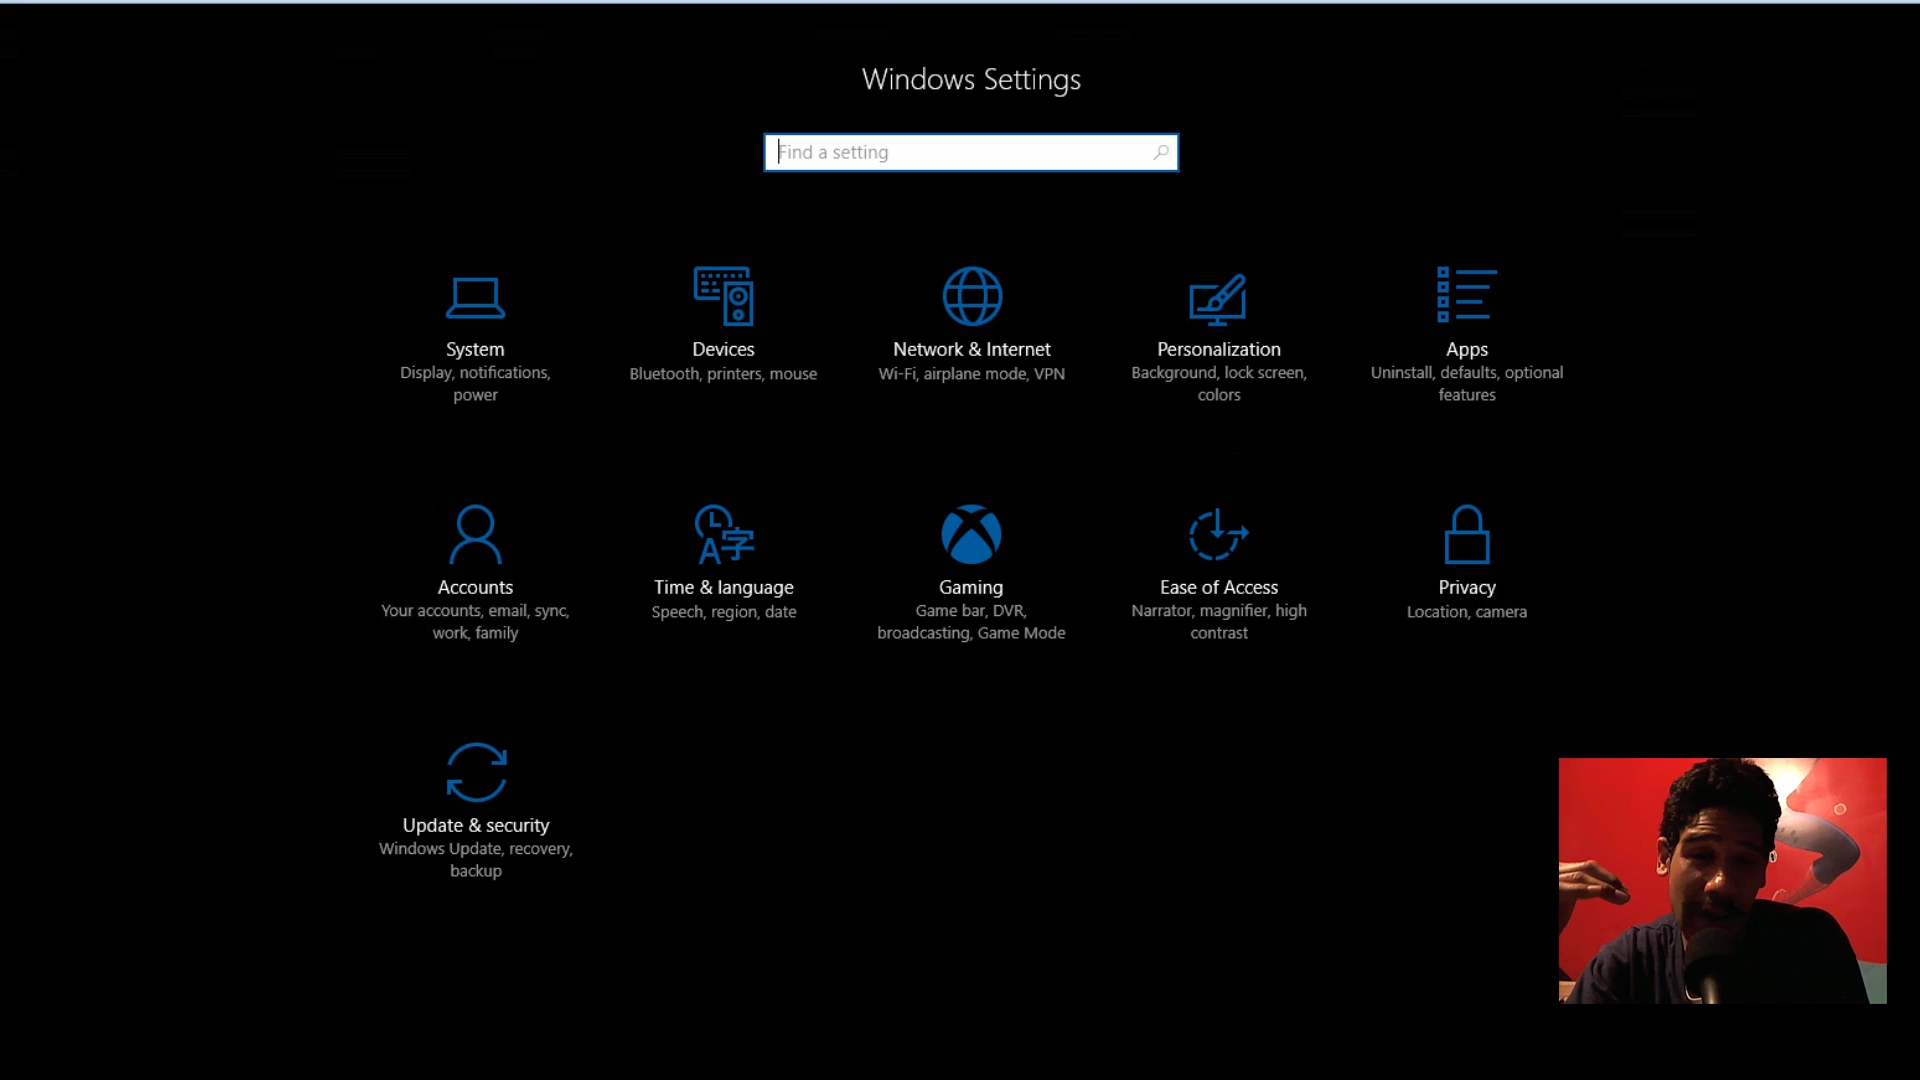 Windows Settings
Find a setting
System
Display, notifications,
power
Devices
Bluetooth, printers, mouse
Network & Internet
Wi-Fi, airplane mode, VPN
Personalization
Background, lock screen,
colors
Apps
Uninstall, defaults, optional
features
Accounts
Your accounts, email, sync,
work, family
Time & language
Speech, region, date
Gaming
Game bar, DVR,
broadcasting, Game Mode
Ease of Access
Narrator, magnifier, high
contrast
Privacy
Location, camera
Update & security
Windows Update, recovery,
backup